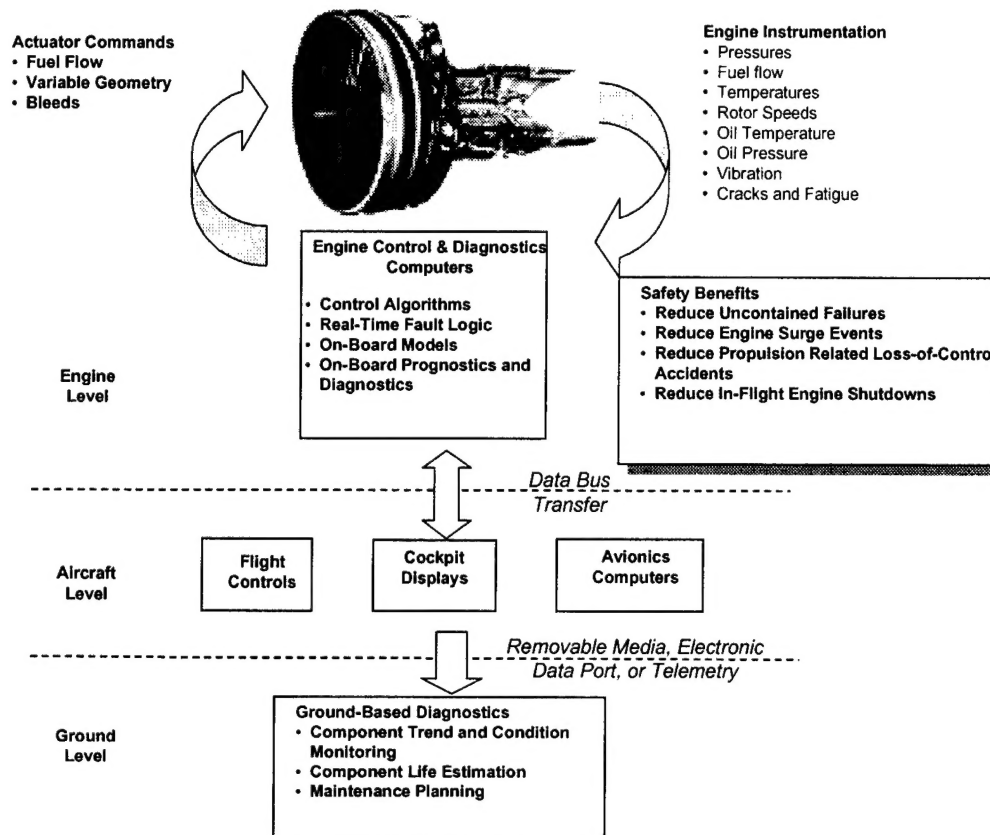 Actuator Commands
• Fuel Flow
• Variable Geometry
• Bleeds
Engine Instrumentation
• Pressures
• Fuel flow
• Temperatures
• Rotor Speeds
• Oil Temperature
• Oil Pressure
• Vibration
• Cracks and Fatigue
Engine Control & Diagnostics
Computers
• Control Algorithms
• Real-Time Fault Logic
• On-Board Models
• On-Board Prognostics and
Diagnostics
Safety Benefits
• Reduce Uncontained Failures
• Reduce Engine Surge Events
• Reduce Propulsion Related Loss-of-Contro
Accidents
• Reduce In-Flight Engine Shutdowns
Engine
Level
Data Bus
Transfer
Aircraft
Level
Flight
Controls
Cockpit
Displays
Avionics
Computers
Removable Media, Electronic
Data Port, or Telemetry
Ground
Level
Ground-Based Diagnostics
• Component Trend and Condition
Monitoring
• Component Life Estimation
• Maintenance Planning